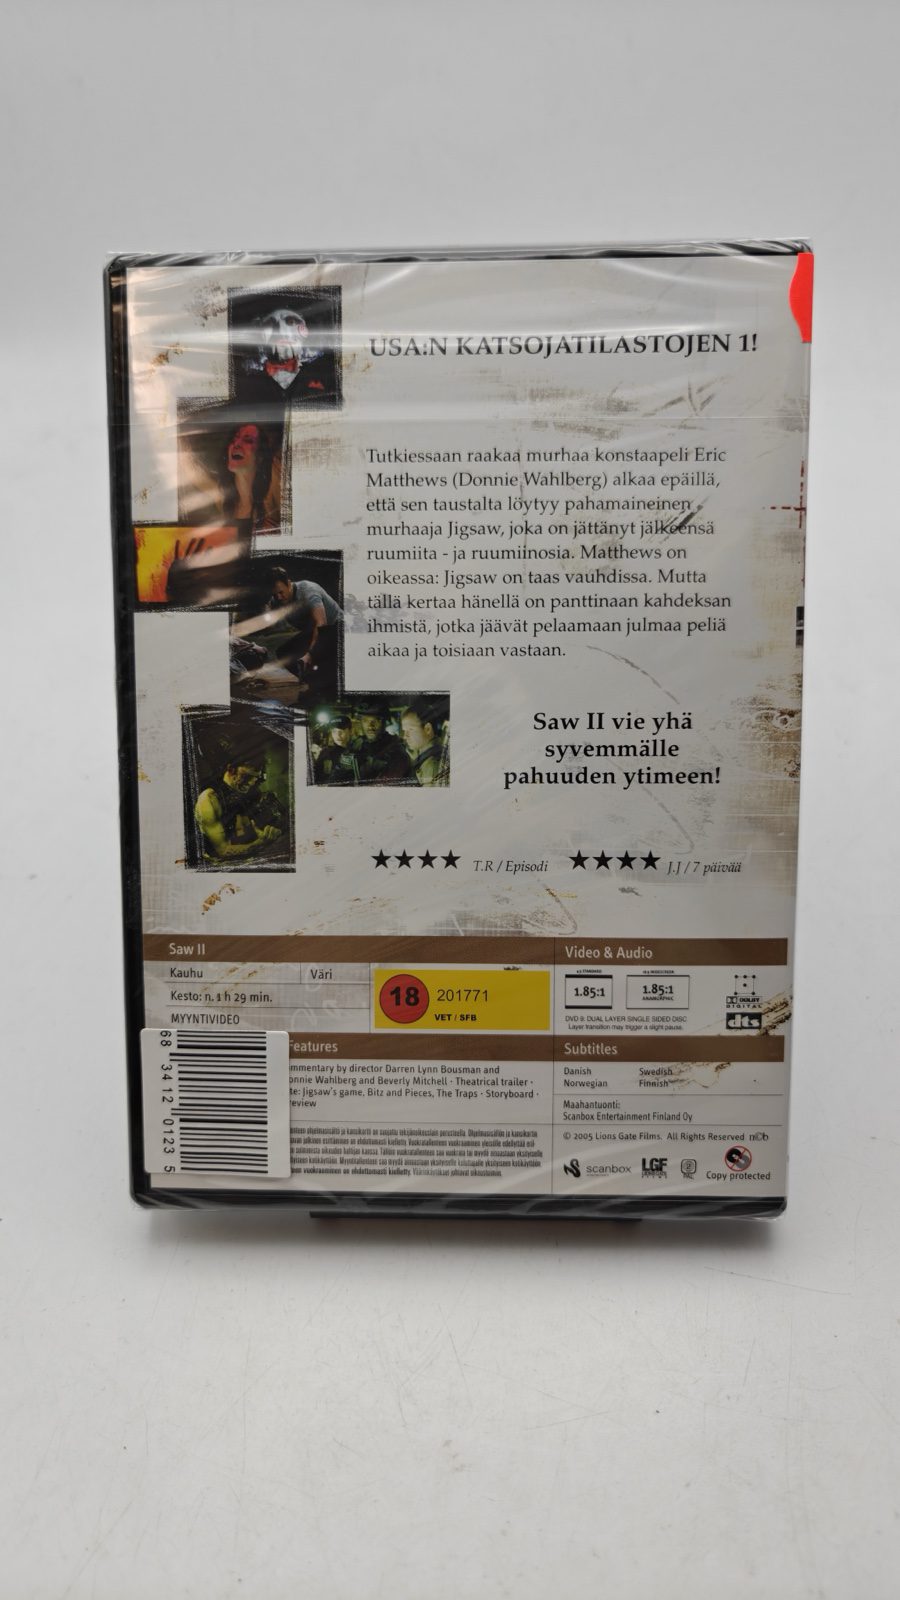 USA:N KATSOJATILASTOJEN 1!
Tutkiessaan raakaa murhaa konstaapeli Eric
Matthews (Donnie Wahlberg) alkaa epäillä,
että sen taustalta löytyy pahamaineinen
murhaaja Jigsaw, joka on jättänyt jälkeensä
ruumiita - ja ruumiinosia. Matthews on
oikeassa: Jigsaw on taas vauhdissa. Mutta
tällä kertaa hänellä on panttinaan kahdeksan
ihmistä, jotka jäävät pelaamaan julmaa peliä
aikaa ja toisiaan vastaan.
Saw II vie yhä
syvemmälle
pahuuden ytimeen!
★★★★ T.R / Episodi ★★★★ J.J / 7 päivää
Saw II
Kauhu Väri
Kesto: n. 1 h 29 min.
MYYNTIVIDEO
18 201771
VET / SFB
Video & Audio
1.85:1 1.85:1
ANAMORPHIC
DOLBY
DIGITAL
dts
DVD 9: DUAL LAYER SINGLE SIDED DISC
Layer transition may trigger a slight pause.
Features
mmentary by director Darren Lynn Bousman and
onnie Wahlberg and Beverly Mitchell · Theatrical trailer ·
te: Jigsaw's game, Bitz and Pieces, The Traps · Storyboard ·
review
68 3412 0123 5
Subtitles
Danish Swedish
Norwegian Finnish
Maahantuonti:
Scanbox Entertainment Finland Oy
© 2005 Lions Gate Films. All Rights Reserved ncb
scanbox LGF 2 PAL Copy protected